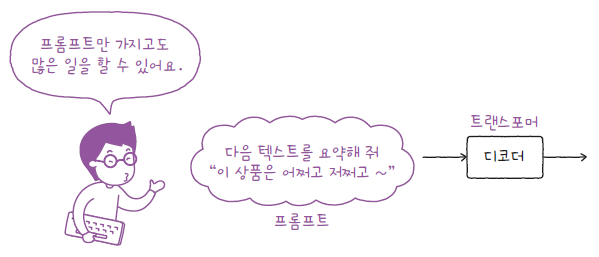 프롬프트만 가지고도
많은 일을 할 수 있어요.
다음 텍스트를 요약해 줘
“이 상품은 어쩌고 저쩌고 ~”
프롬프트
트랜스포머
디코더